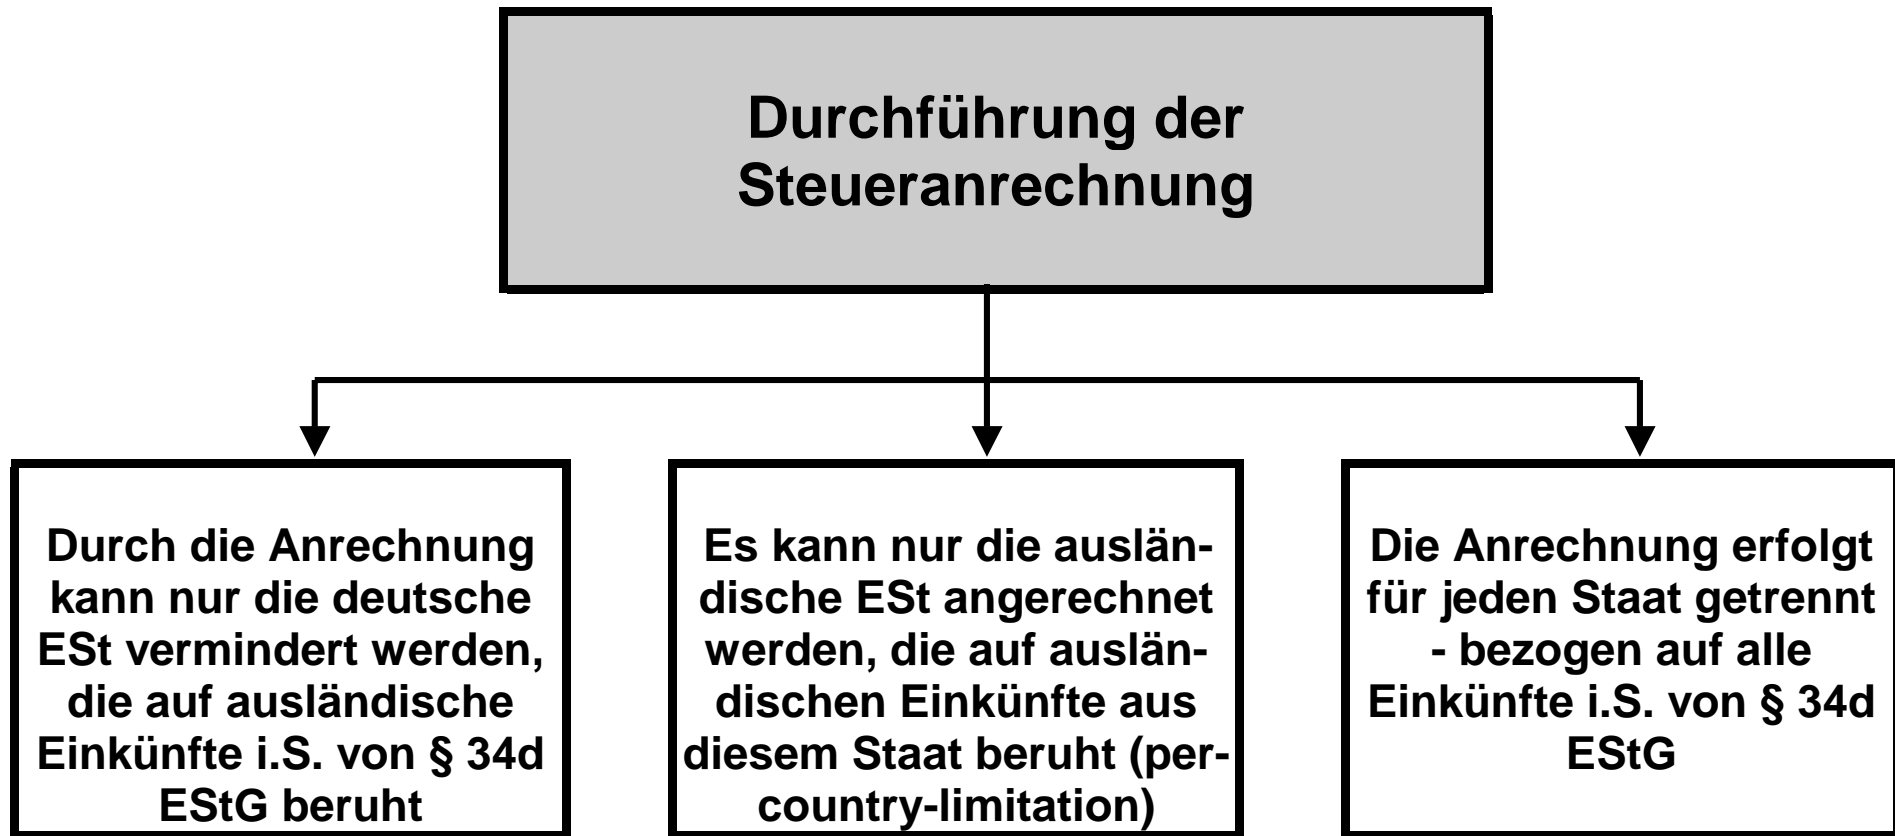 Durchführung der
Steueranrechnung
Durch die Anrechnung
kann nur die deutsche
ESt vermindert werden,
die auf ausländische
Einkünfte i.S. von § 34d
EStG beruht
Es kann nur die auslän-
dische ESt angerechnet
werden, die auf auslän-
dischen Einkünfte aus
diesem Staat beruht (per-
country-limitation)
Die Anrechnung erfolgt
für jeden Staat getrennt
- bezogen auf alle
Einkünfte i.S. von § 34d
EStG